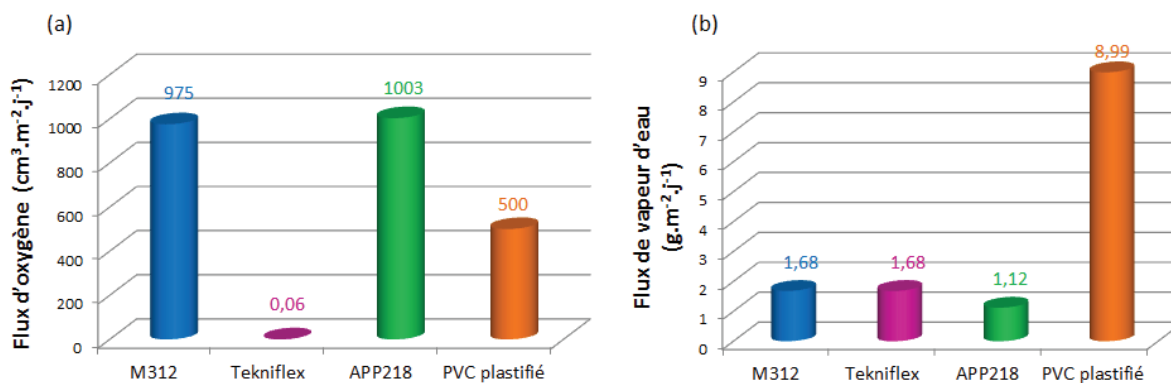 (a)
Flux d'oxygène (cm³.m⁻².j⁻¹)
1200
1000
800
600
400
200
0
975
0,06
1003
500
M312
Tekniflex
APP218
PVC plastifié
(b)
Flux de vapeur d'eau
(g.m⁻².j⁻¹)
9
8
7
6
5
4
3
2
1
0
1,68
1,68
1,12
8,99
M312
Tekniflex
APP218
PVC plastifié